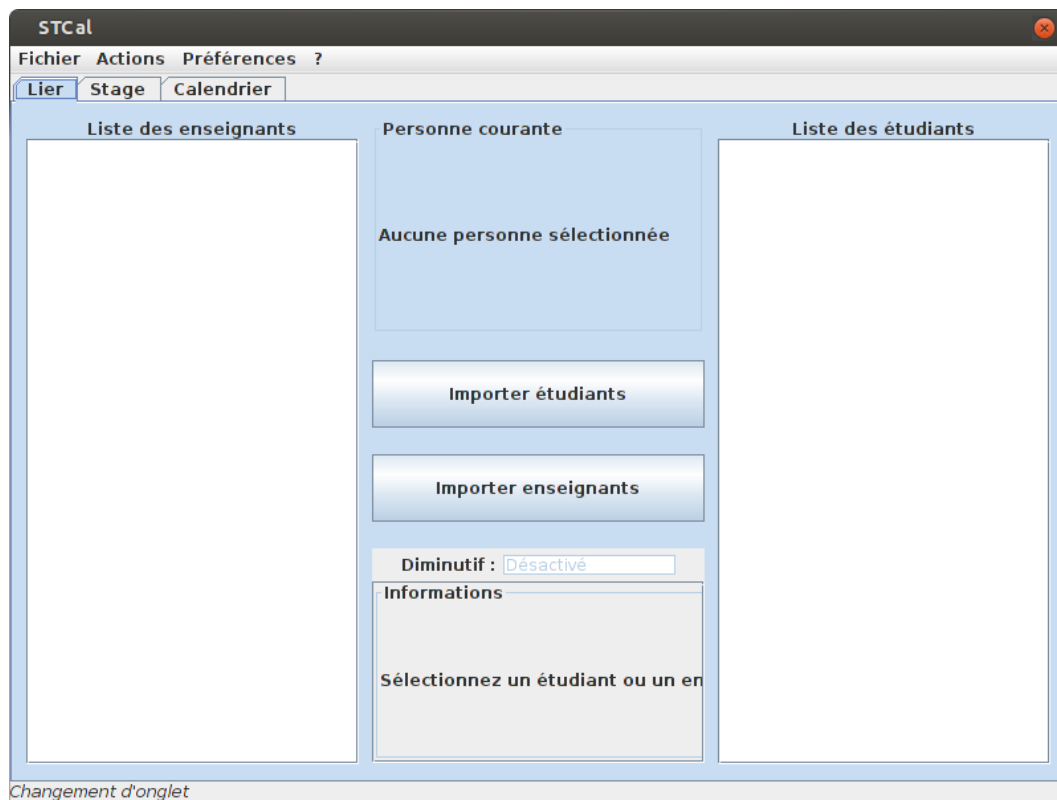 STCal
Fichier Actions Préférences ?
Lier Stage Calendrier
Liste des enseignants
Personne courante
Liste des étudiants
Aucune personne sélectionnée
Importer étudiants
Importer enseignants
Diminutif : Désactivé
Informations
Sélectionnez un étudiant ou un en
Changement d'onglet